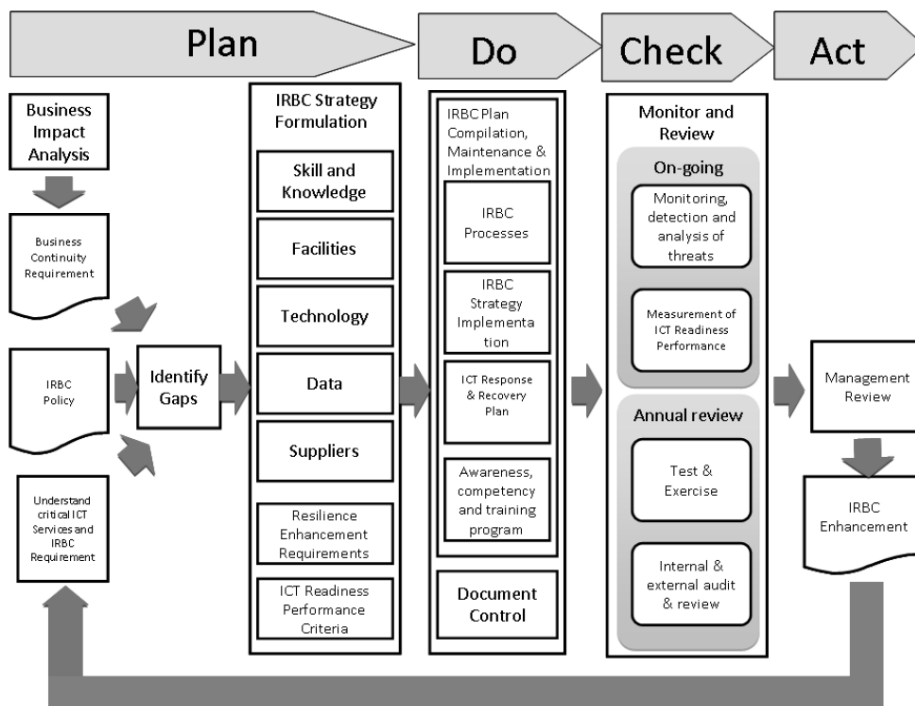 Plan
Do
Check
Act
Business
Impact
Analysis
Business
Continuity
Requirement
IRBC
Policy
Understand
critical ICT
Services and
IRBC
Requirement
Identify
Gaps
IRBC Strategy
Formulation
Skill and
Knowledge
Facilities
Technology
Data
Suppliers
Resilience
Enhancement
Requirements
ICT Readiness
Performance
Criteria
IRBC Plan
Compilation,
Maintenance &
Implementation
IRBC
Processes
IRBC
Strategy
Implementa
tion
ICT Response
& Recovery
Plan
Awareness,
competency
and training
program
Document
Control
Monitor and
Review
On-going
Monitoring,
detection and
analysis of
threats
Measurement of
ICT Readiness
Performance
Annual review
Test &
Exercise
Internal &
external audit
& review
Management
Review
IRBC
Enhancement